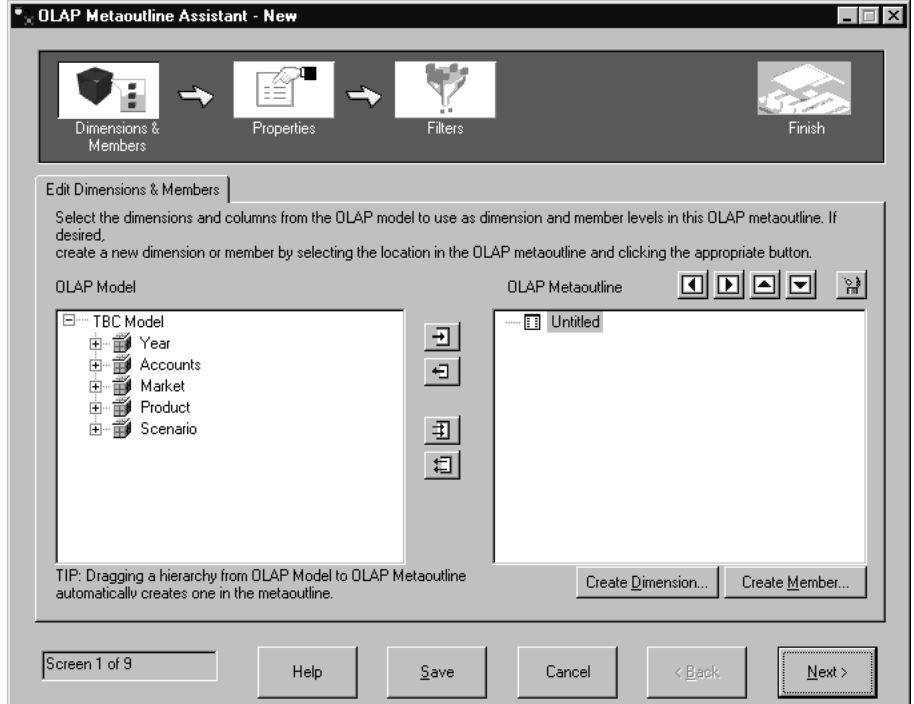 OLAP Metaoutline Assistant - New
Dimensions &
Members
Properties
Filters
Finish
Edit Dimensions & Members
Select the dimensions and columns from the OLAP model to use as dimension and member levels in this OLAP metaoutline. If
desired,
create a new dimension or member by selecting the location in the OLAP metaoutline and clicking the appropriate button.
OLAP Model
OLAP Metaoutline
TBC Model
Year
Accounts
Market
Product
Scenario
Untitled
TIP: Dragging a hierarchy from OLAP Model to OLAP Metaoutline
automatically creates one in the metaoutline.
Create Dimension...
Create Member...
Screen 1 of 9
Help
Save
Cancel
< Back
Next >